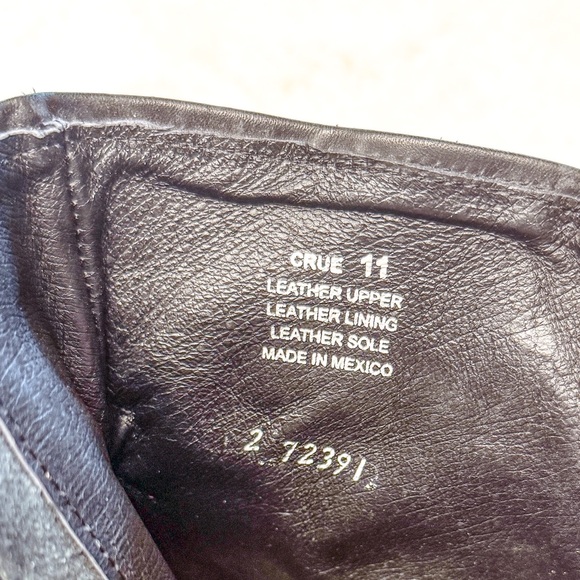 CRUE 11
LEATHER UPPER
LEATHER LINING
LEATHER SOLE
MADE IN MEXICO
2 72391